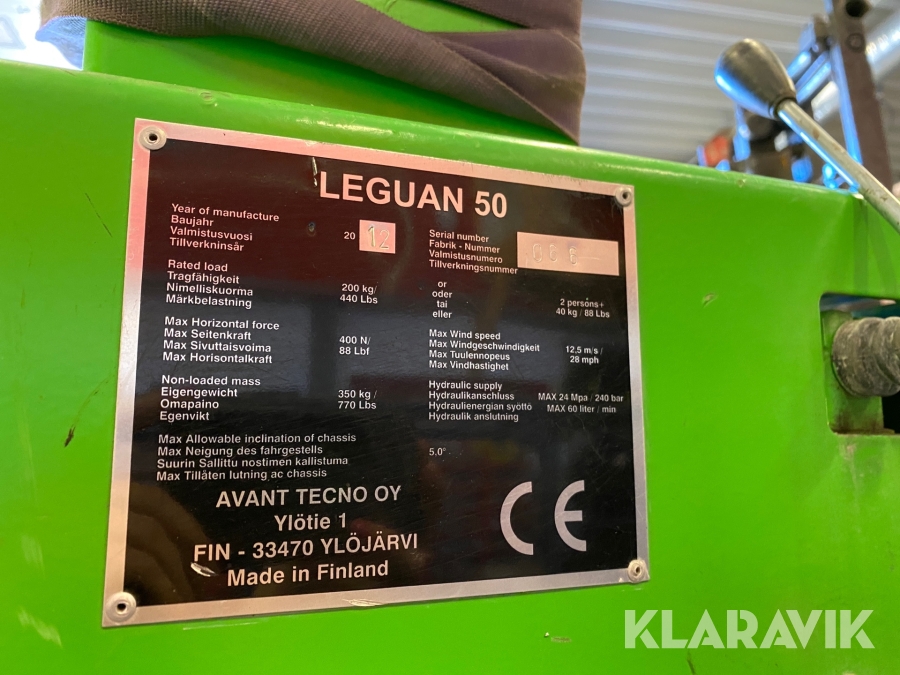 LEGUAN 50
Year of manufacture
Baujahr
Valmistusvuosi
Tillverkninsår
20 12
Serial number
Fabrik - Nummer
Valmistusnumero
Tillverkningsnummer
Rated load
Tragfähigkeit
Nimelliskuorma
Märkbelastning
200 kg/
440 Lbs
or
oder
tai
eller
2 persons+
40 kg / 88 Lbs
Max Horizontal force
Max Seitenkraft
Max Sivuttaisvoima
Max Horisontalkraft
400 N/
88 Lbf
Max Wind speed
Max Windgeschwindigkeit
Max Tuulennopeus
Max Vindhastighet
12,5 m/s /
28 mph
Non-loaded mass
Eigengewicht
Omapaino
Egenvikt
350 kg /
770 Lbs
Hydraulic supply
Hydraulikanschluss
Hydraulienergian syöttö
Hydraulik anslutning
MAX 24 Mpa / 240 bar
MAX 60 liter / min
Max Allowable inclination of chassis
Max Neigung des fahrgestells
Suurin Sallittu nostimen kallistuma
Max Tillåten lutning ac chassis
5.0°
AVANT TECNO OY
Ylötie 1
FIN - 33470 YLÖJÄRVI
Made in Finland
CE
KLARAVIK